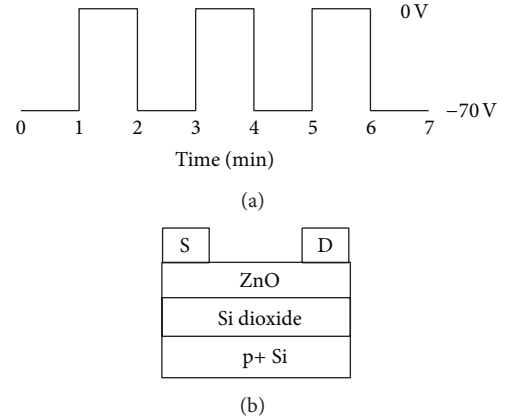 0 V
−70 V
0 1 2 3 4 5 6 7
Time (min)
(a)
S D
ZnO
Si dioxide
p+ Si
(b)